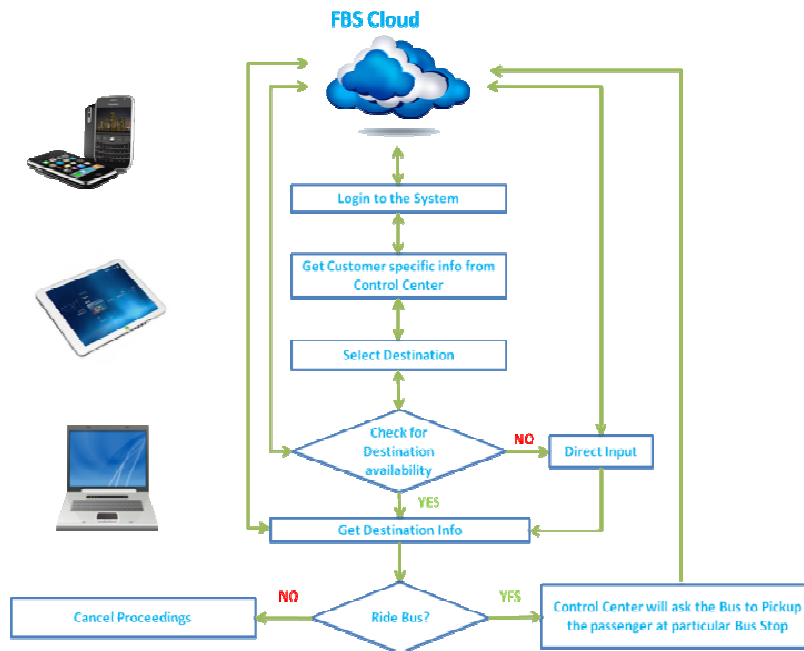 FBS Cloud
Login to the System
Get Customer specific info from
Control Center
Select Destination
Check for
Destination
availability
NO
Direct Input
YES
Get Destination Info
NO
YES
Cancel Proceedings
Ride Bus?
Control Center will ask the Bus to Pickup
the passenger at particular Bus Stop